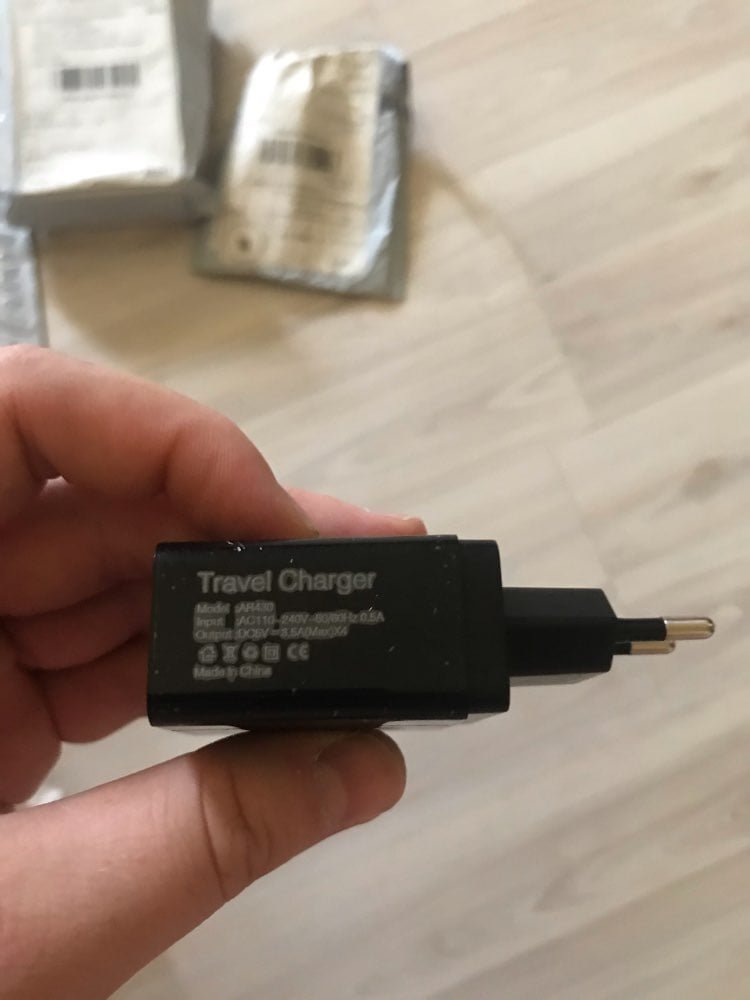 Travel Charger
Model :AR430
Input :AC110-240V~50/60Hz 0.5A
Output:DC5V⎓3.5A(Max)X4
CE
Made In China